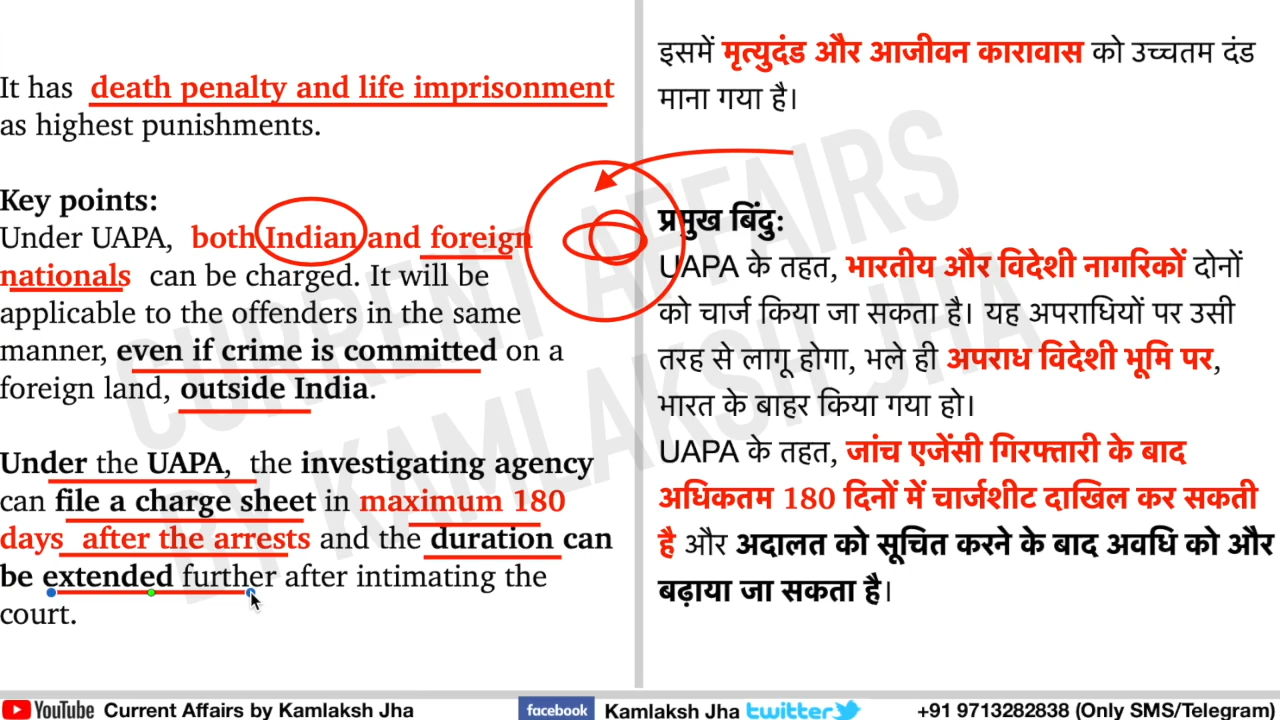 It has death penalty and life imprisonment
as highest punishments.
Key points:
Under UAPA, both Indian and foreign
nationals can be charged. It will be
applicable to the offenders in the same
manner, even if crime is committed on a
foreign land, outside India.
Under the UAPA, the investigating agency
can file a charge sheet in maximum 180
days after the arrests and the duration can
be extended further after intimating the
court.
इसमें मृत्युदंड और आजीवन कारावास को उच्चतम दंड
माना गया है।
प्रमुख बिंदु:
UAPA के तहत, भारतीय और विदेशी नागरिकों दोनों
को चार्ज किया जा सकता है। यह अपराधियों पर उसी
तरह से लागू होगा, भले ही अपराध विदेशी भूमि पर,
भारत के बाहर किया गया हो।
UAPA के तहत, जांच एजेंसी गिरफ्तारी के बाद
अधिकतम 180 दिनों में चार्जशीट दाखिल कर सकती
है और अदालत को सूचित करने के बाद अवधि को और
बढ़ाया जा सकता है।
CURRENT AFFAIRS
BY KAMLAKSH JHA
YouTube Current Affairs by Kamlaksh Jha facebook Kamlaksh Jha twitter +91 9713282838 (Only SMS/Telegram)